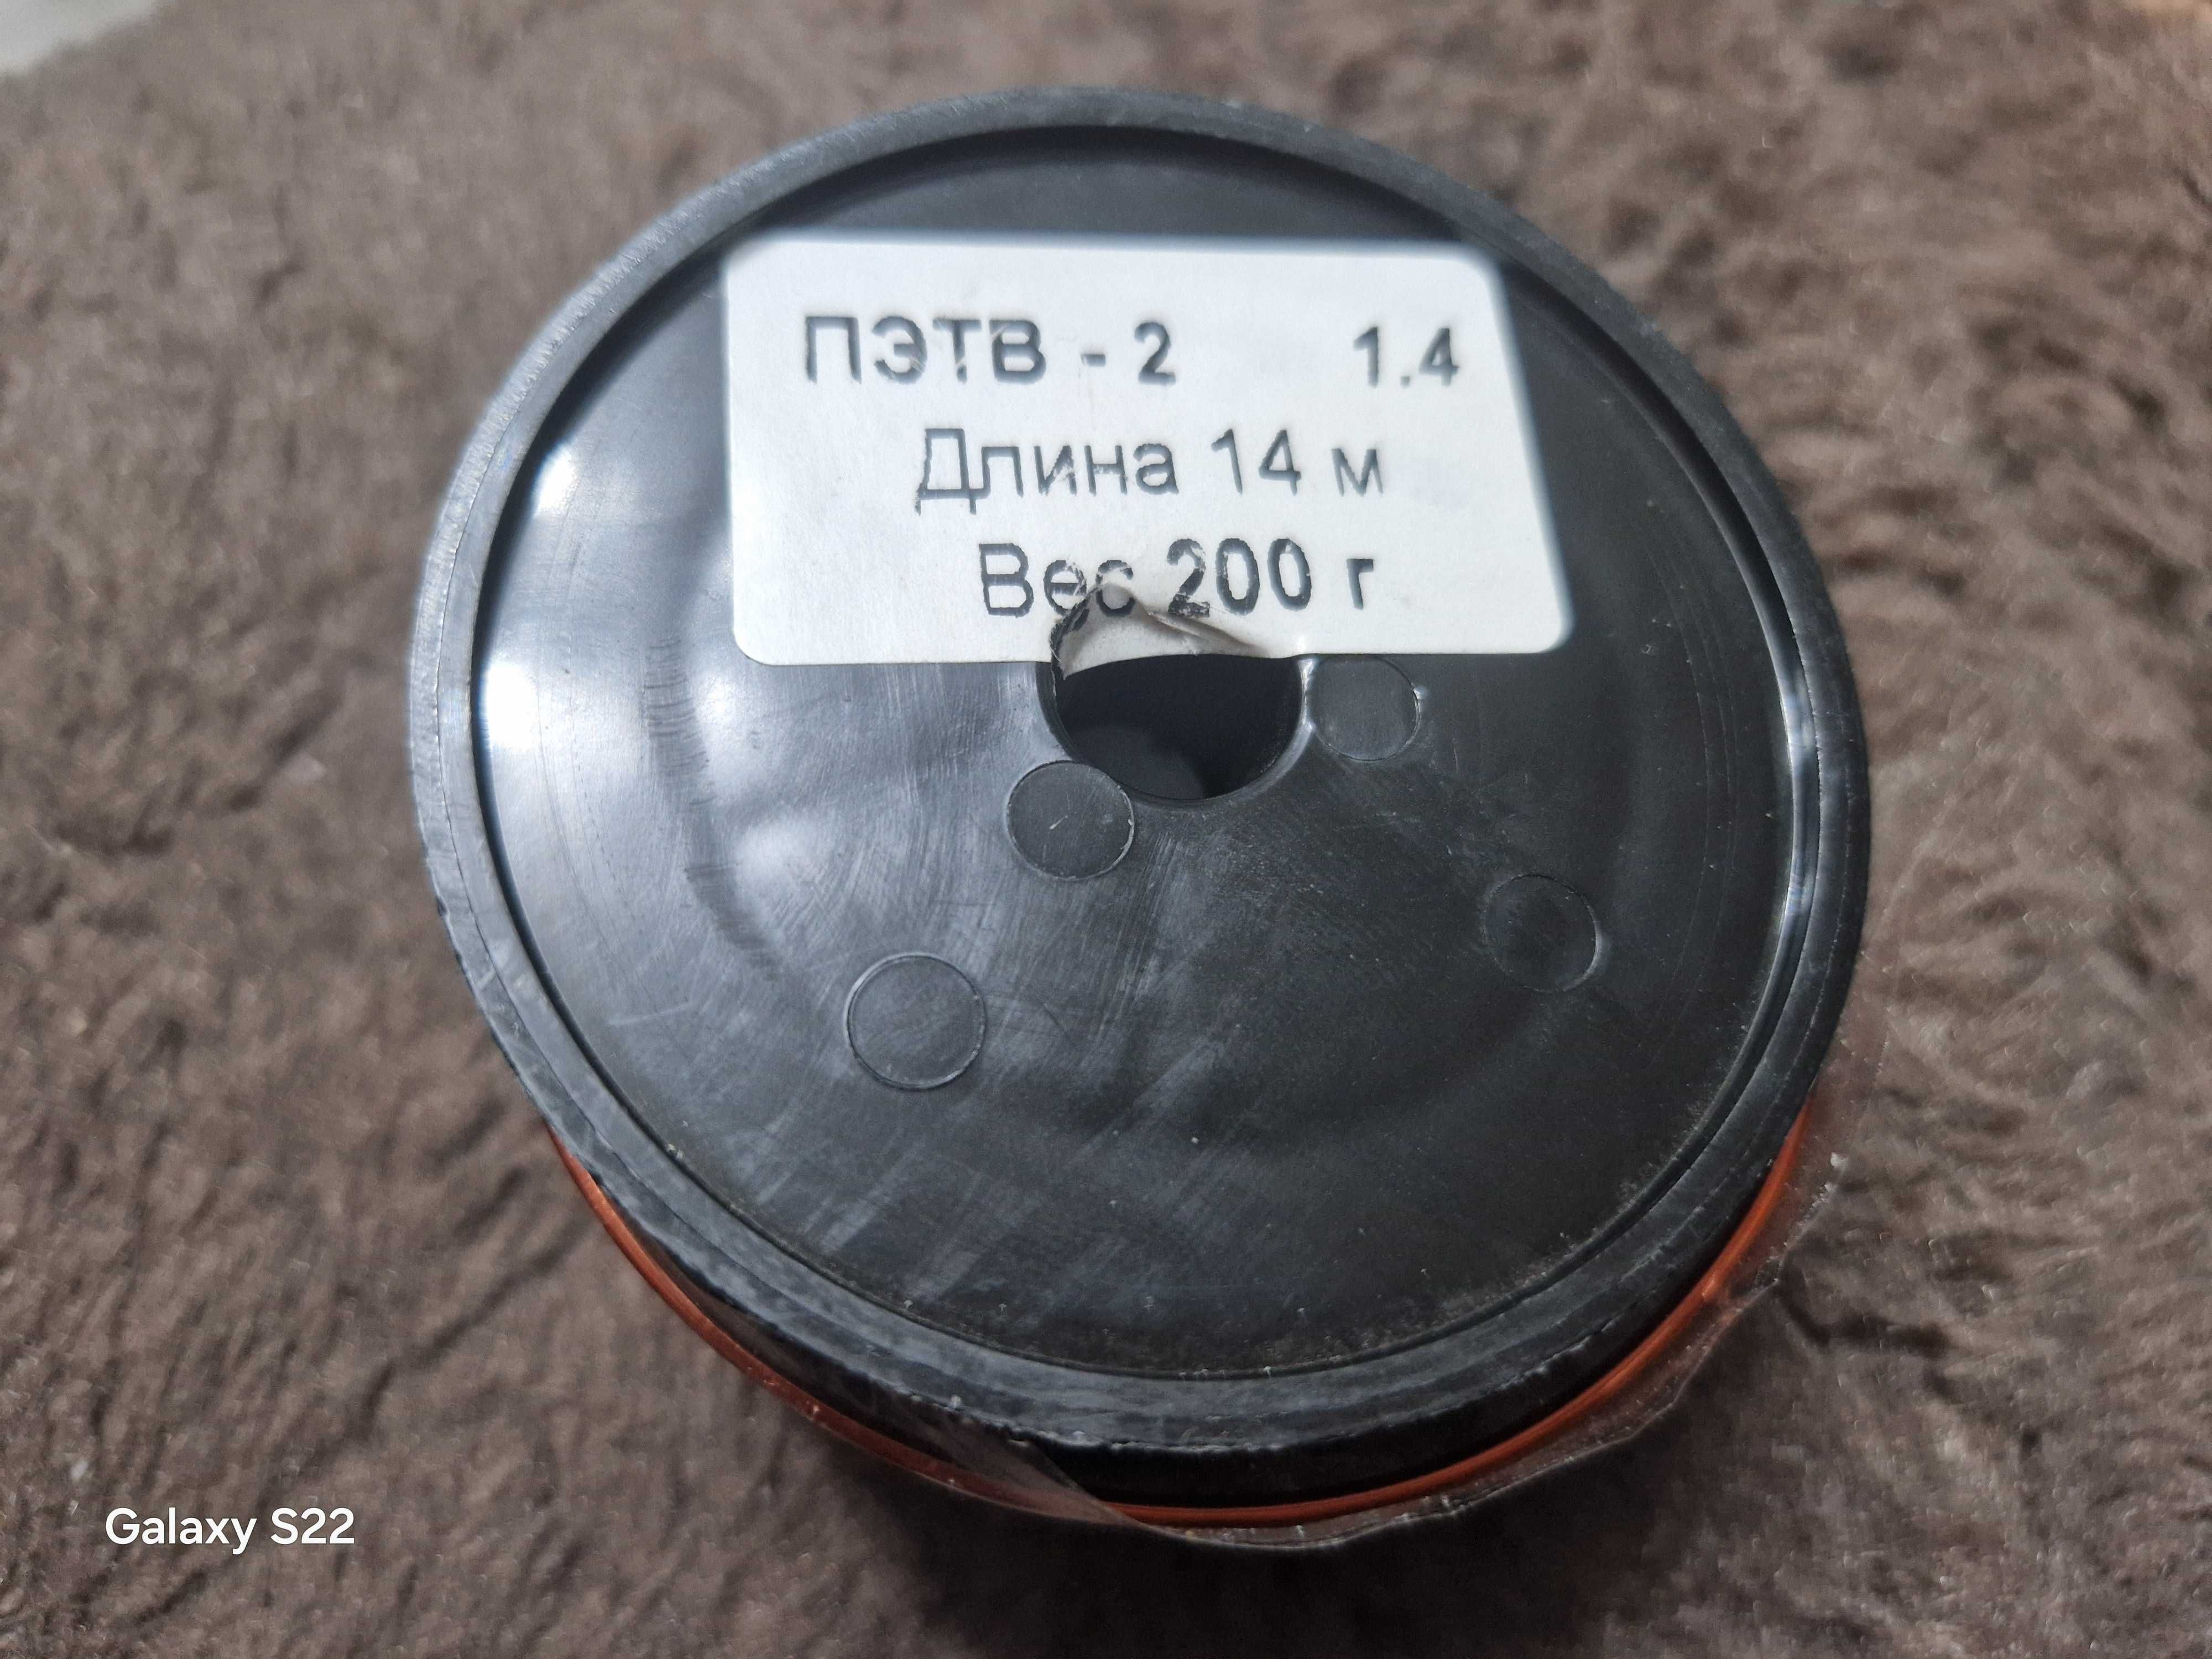 ПЭТВ - 2 1.4
Длина 14 м
Вес 200 г
Galaxy S22